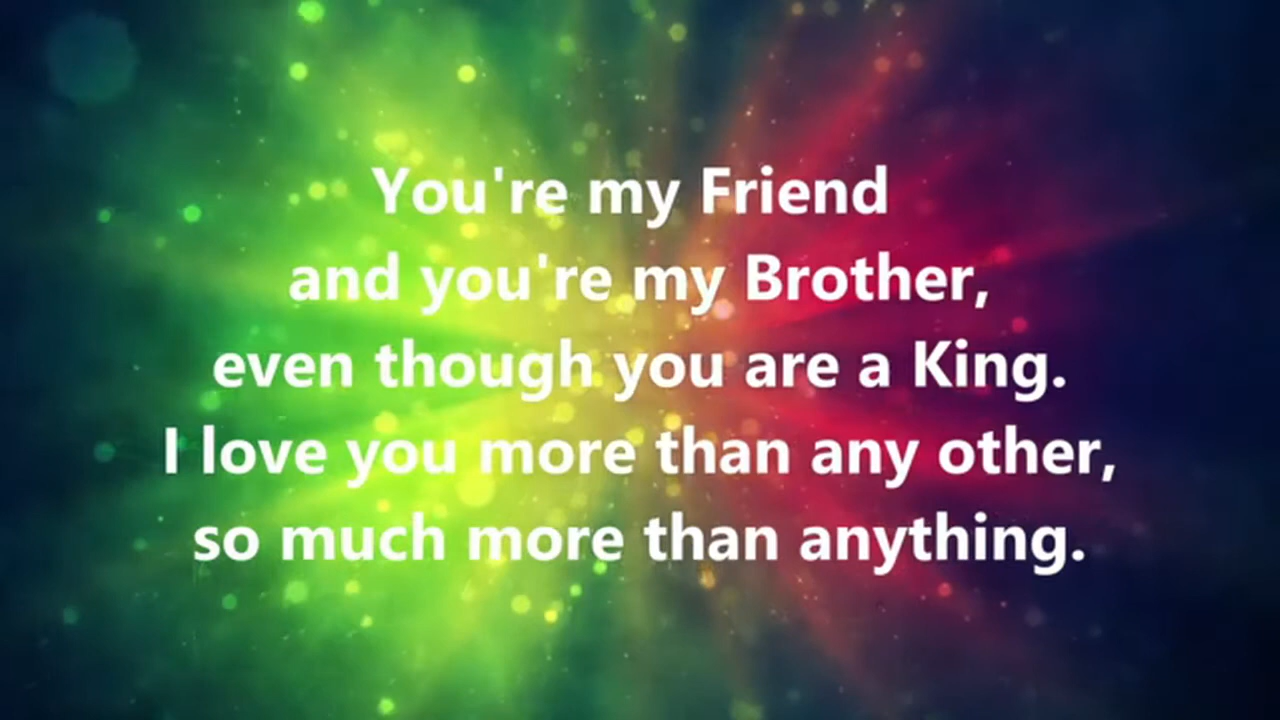 You're my Friend
and you're my Brother,
even though you are a King.
I love you more than any other,
so much more than anything.